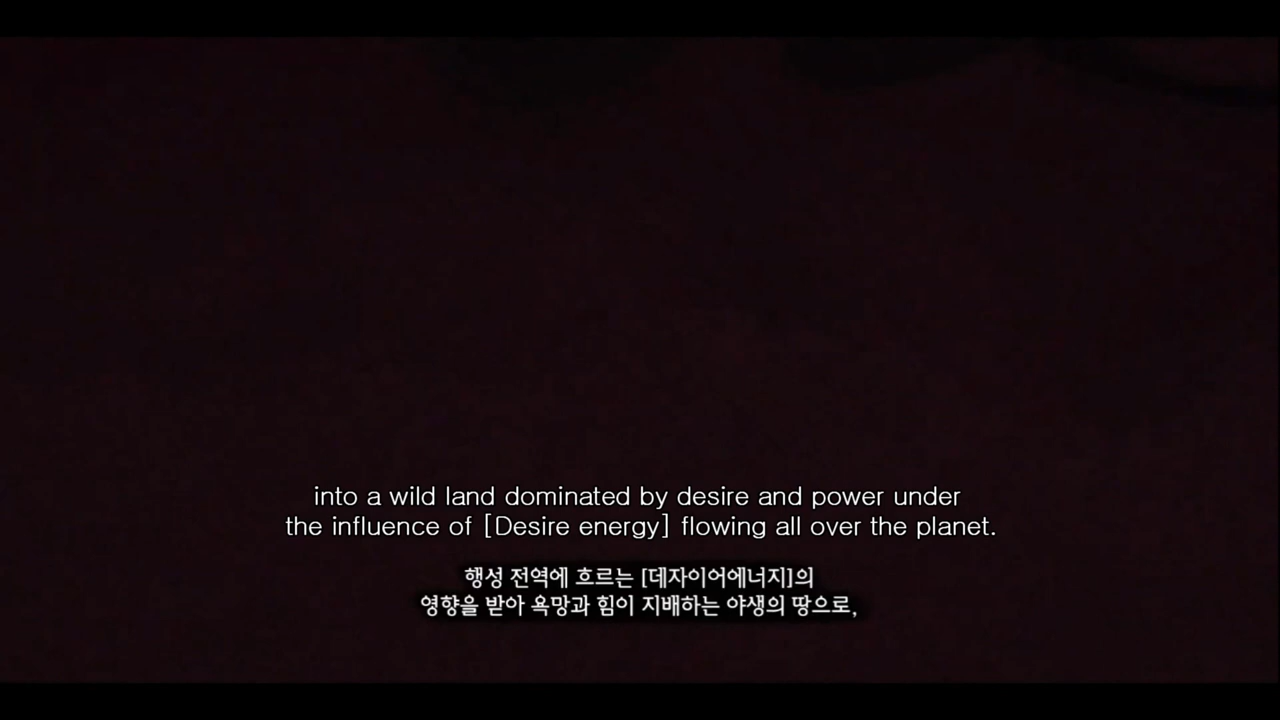 into a wild land dominated by desire and power under
the influence of [Desire energy] flowing all over the planet.
행성 전역에 흐르는 [데자이어에너지]의
영향을 받아 욕망과 힘이 지배하는 야생의 땅으로,